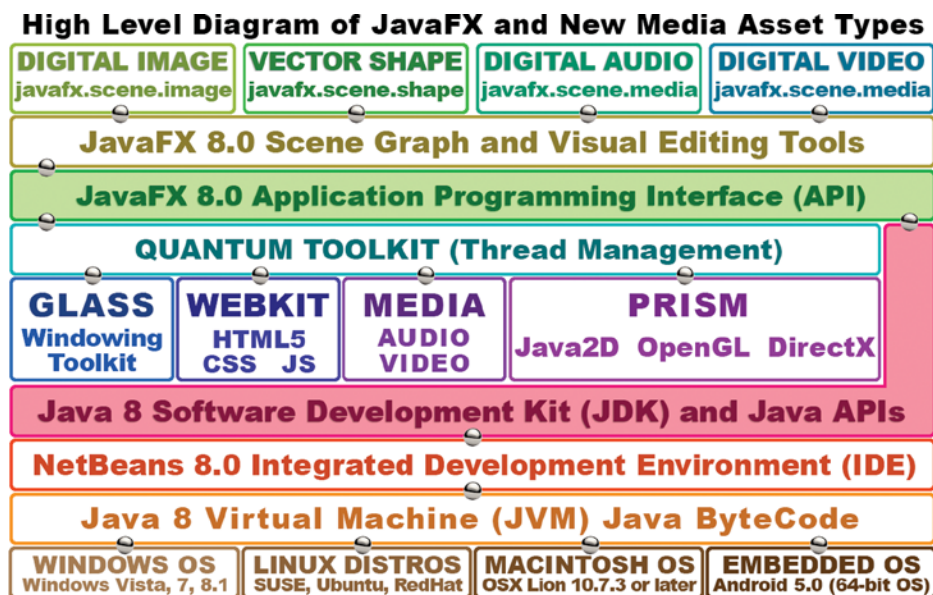 High Level Diagram of JavaFX and New Media Asset Types
DIGITAL IMAGE
javafx.scene.image
VECTOR SHAPE
javafx.scene.shape
DIGITAL AUDIO
javafx.scene.media
DIGITAL VIDEO
javafx.scene.media
JavaFX 8.0 Scene Graph and Visual Editing Tools
JavaFX 8.0 Application Programming Interface (API)
QUANTUM TOOLKIT (Thread Management)
GLASS
Windowing
Toolkit
WEBKIT
HTML5
CSS JS
MEDIA
AUDIO
VIDEO
PRISM
Java2D OpenGL DirectX
Java 8 Software Development Kit (JDK) and Java APIs
NetBeans 8.0 Integrated Development Environment (IDE)
Java 8 Virtual Machine (JVM) Java ByteCode
WINDOWS OS
Windows Vista, 7, 8.1
LINUX DISTROS
SUSE, Ubuntu, RedHat
MACINTOSH OS
OSX Lion 10.7.3 or later
EMBEDDED OS
Android 5.0 (64-bit OS)